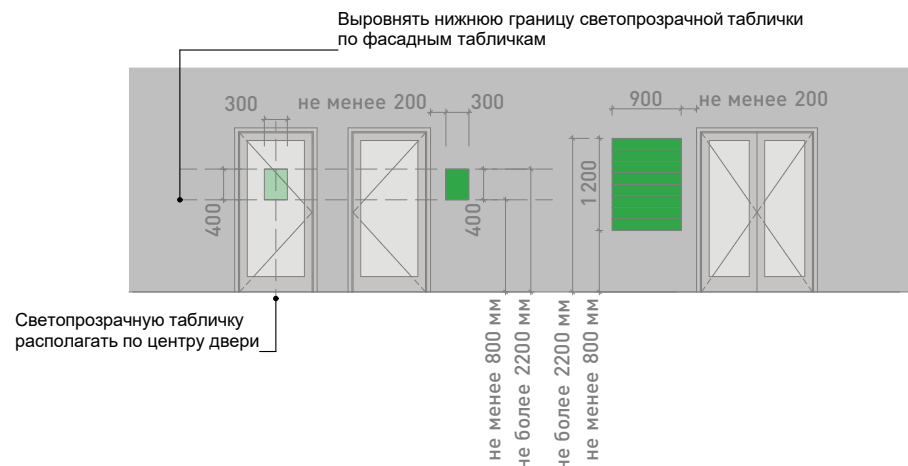 Выровнять нижнюю границу светопрозрачной таблички
по фасадным табличкам
300
не менее 200
300
900
не менее 200
400
400
1200
Светопрозрачную табличку
располагать по центру двери
не менее 800 мм
не более 2200 мм
не более 2200 мм
не менее 800 мм